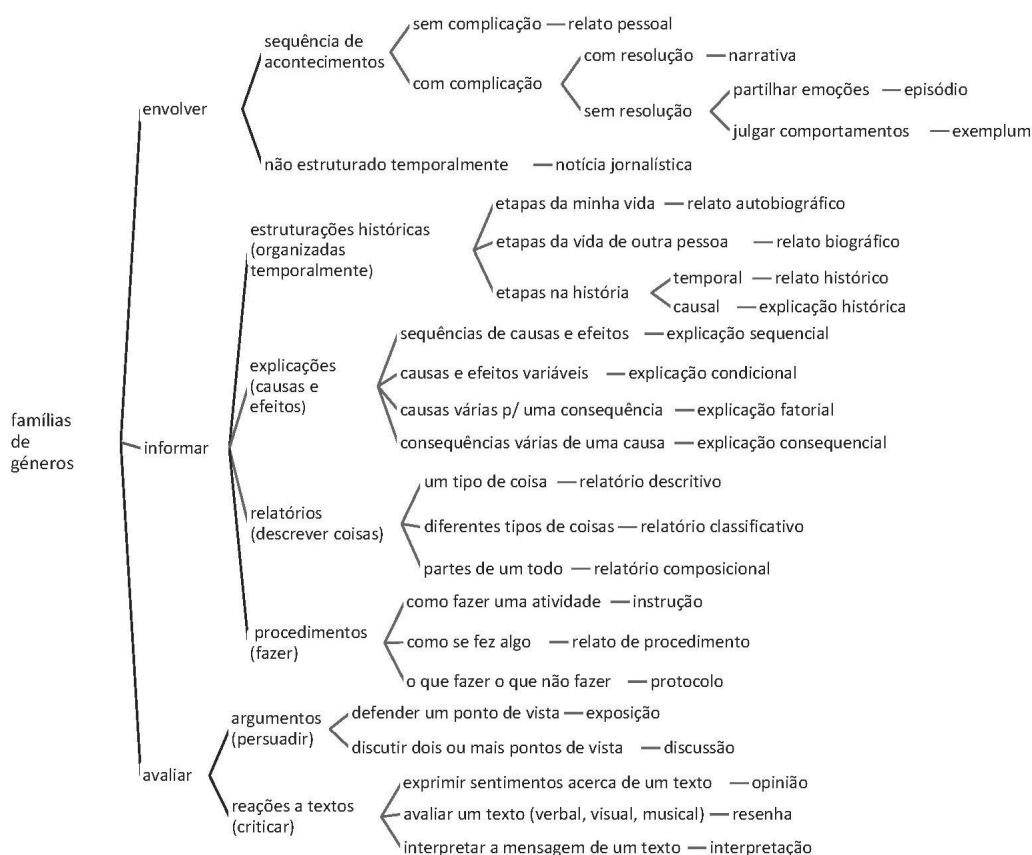 sem complicação — relato pessoal
sequência de
acontecimentos
com resolução — narrativa
com complicação
partilhar emoções — episódio
envolver
sem resolução
julgar comportamentos — exemplum
não estruturado temporalmente — notícia jornalística
etapas da minha vida — relato autobiográfico
estruturações históricas
(organizadas
temporalmente)
etapas da vida de outra pessoa — relato biográfico
temporal — relato histórico
etapas na história
causal — explicação histórica
sequências de causas e efeitos — explicação sequencial
explicações
(causas e
efeitos)
causas e efeitos variáveis — explicação condicional
causas várias p/ uma consequência — explicação fatorial
famílias
de
géneros
informar
consequências várias de uma causa — explicação consequencial
um tipo de coisa — relatório descritivo
relatórios
(descrever coisas)
diferentes tipos de coisas — relatório classificativo
partes de um todo — relatório composicional
como fazer uma atividade — instrução
procedimentos
(fazer)
como se fez algo — relato de procedimento
o que fazer o que não fazer — protocolo
argumentos
(persuadir)
defender um ponto de vista — exposição
discutir dois ou mais pontos de vista — discussão
avaliar
exprimir sentimentos acerca de um texto — opinião
reações a textos
(criticar)
avaliar um texto (verbal, visual, musical) — resenha
interpretar a mensagem de um texto — interpretação